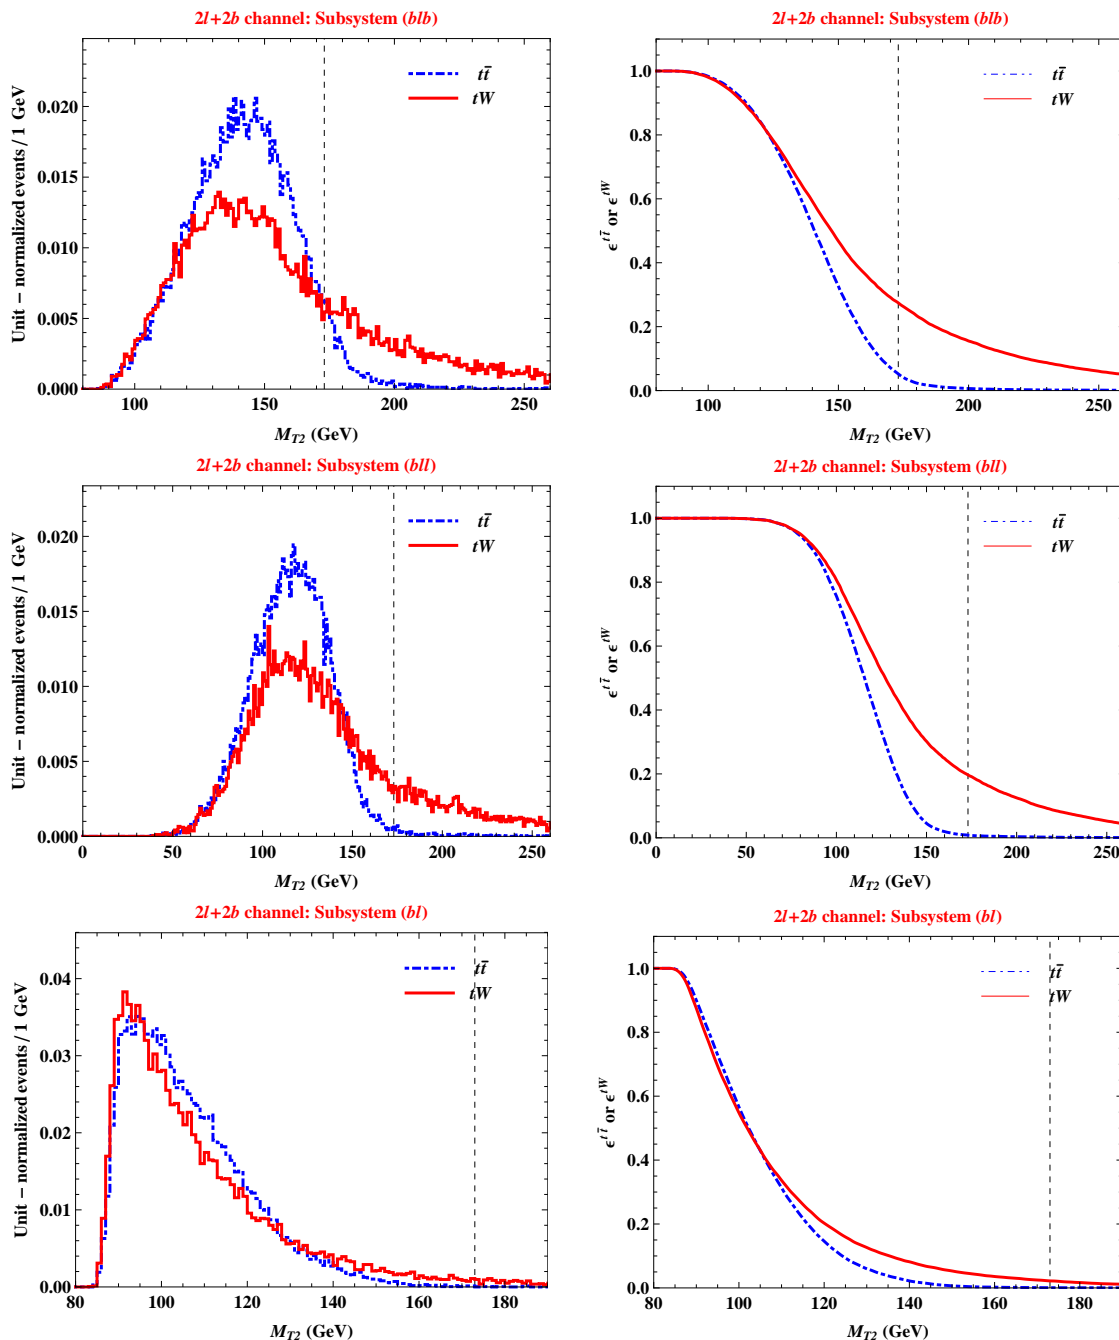 2l+2b channel: Subsystem (blb)
Unit − normalized events / 1 GeV
0.020
0.015
0.010
0.005
0.000
tt̄
tW
100 150 200 250
M_T2 (GeV)
2l+2b channel: Subsystem (blb)
ϵ^tt̄ or ϵ^tW
1.0
0.8
0.6
0.4
0.2
0.0
tt̄
tW
100 150 200 250
M_T2 (GeV)
2l+2b channel: Subsystem (bll)
Unit − normalized events / 1 GeV
0.020
0.015
0.010
0.005
0.000
tt̄
tW
0 50 100 150 200 250
M_T2 (GeV)
2l+2b channel: Subsystem (bll)
ϵ^tt̄ or ϵ^tW
1.0
0.8
0.6
0.4
0.2
0.0
tt̄
tW
0 50 100 150 200 250
M_T2 (GeV)
2l+2b channel: Subsystem (bl)
Unit − normalized events / 1 GeV
0.04
0.03
0.02
0.01
0.00
tt̄
tW
80 100 120 140 160 180
M_T2 (GeV)
2l+2b channel: Subsystem (bl)
ϵ^tt̄ or ϵ^tW
1.0
0.8
0.6
0.4
0.2
0.0
tt̄
tW
80 100 120 140 160 180
M_T2 (GeV)